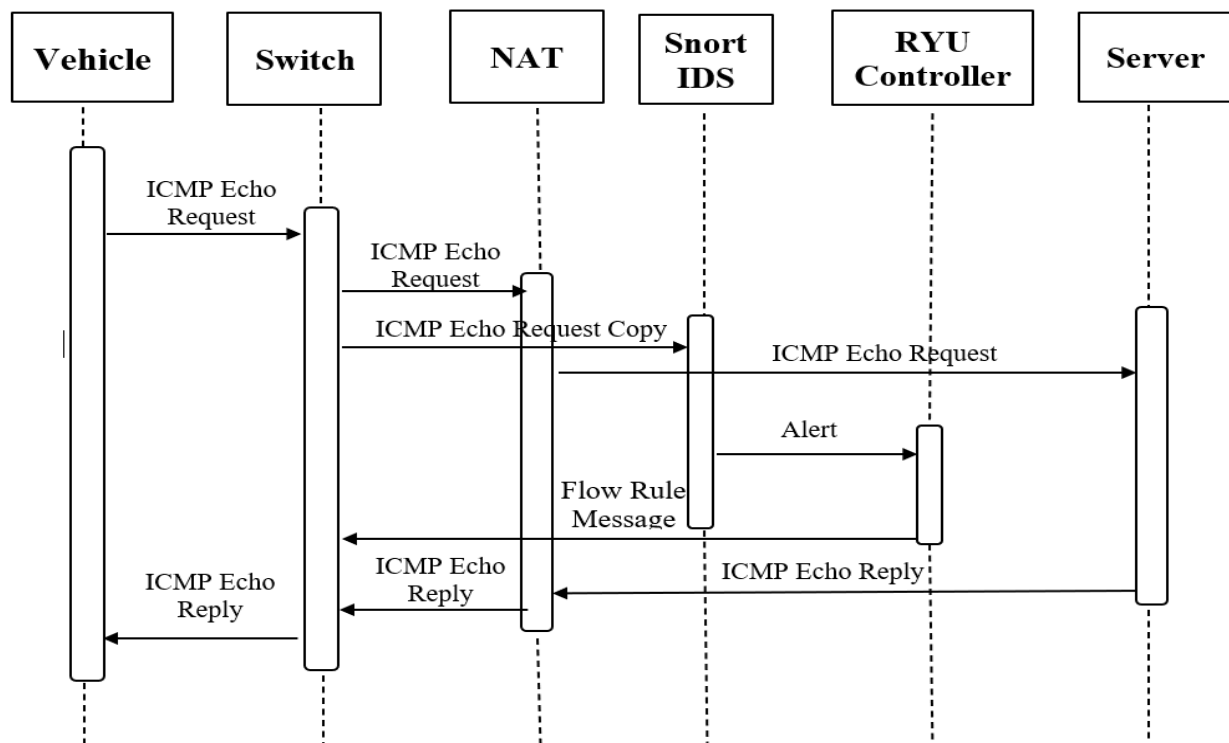 Vehicle
Switch
NAT
Snort
IDS
RYU
Controller
Server
ICMP Echo
Request
ICMP Echo
Request
ICMP Echo Request Copy
ICMP Echo Request
Alert
Flow Rule
Message
ICMP Echo Reply
ICMP Echo
Reply
ICMP Echo
Reply